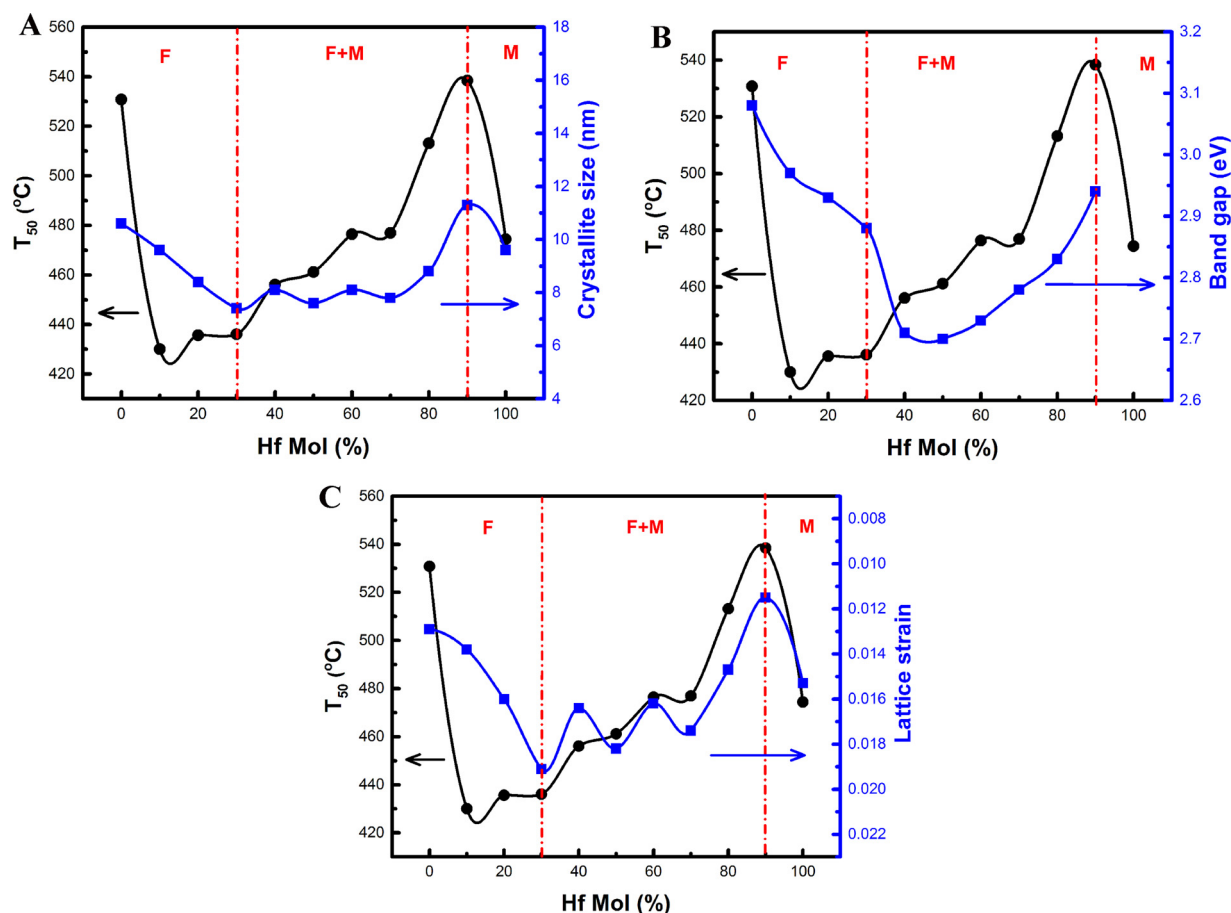 A
F
F+M
M
560
540
520
500
480
460
440
420
T50 (°C)
18
16
14
12
10
8
6
4
Crystallite size (nm)
0 20 40 60 80 100
Hf Mol (%)
B
F
F+M
M
540
520
500
480
460
440
420
T50 (°C)
3.2
3.1
3.0
2.9
2.8
2.7
2.6
Band gap (eV)
0 20 40 60 80 100
Hf Mol (%)
C
F
F+M
M
560
540
520
500
480
460
440
420
T50 (°C)
0.008
0.010
0.012
0.014
0.016
0.018
0.020
0.022
Lattice strain
0 20 40 60 80 100
Hf Mol (%)